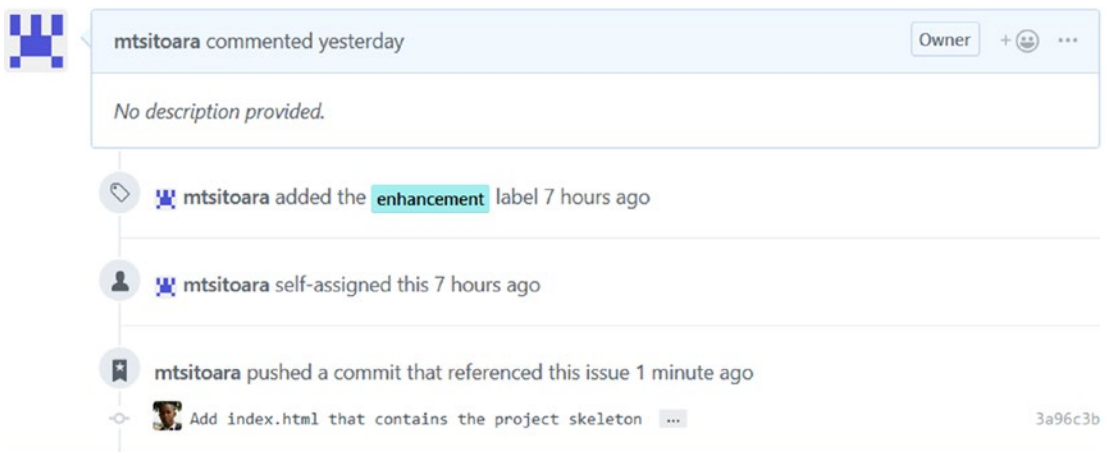 mtsitoara commented yesterday Owner
No description provided.
mtsitoara added the enhancement label 7 hours ago
mtsitoara self-assigned this 7 hours ago
mtsitoara pushed a commit that referenced this issue 1 minute ago
Add index.html that contains the project skeleton ... 3a96c3b